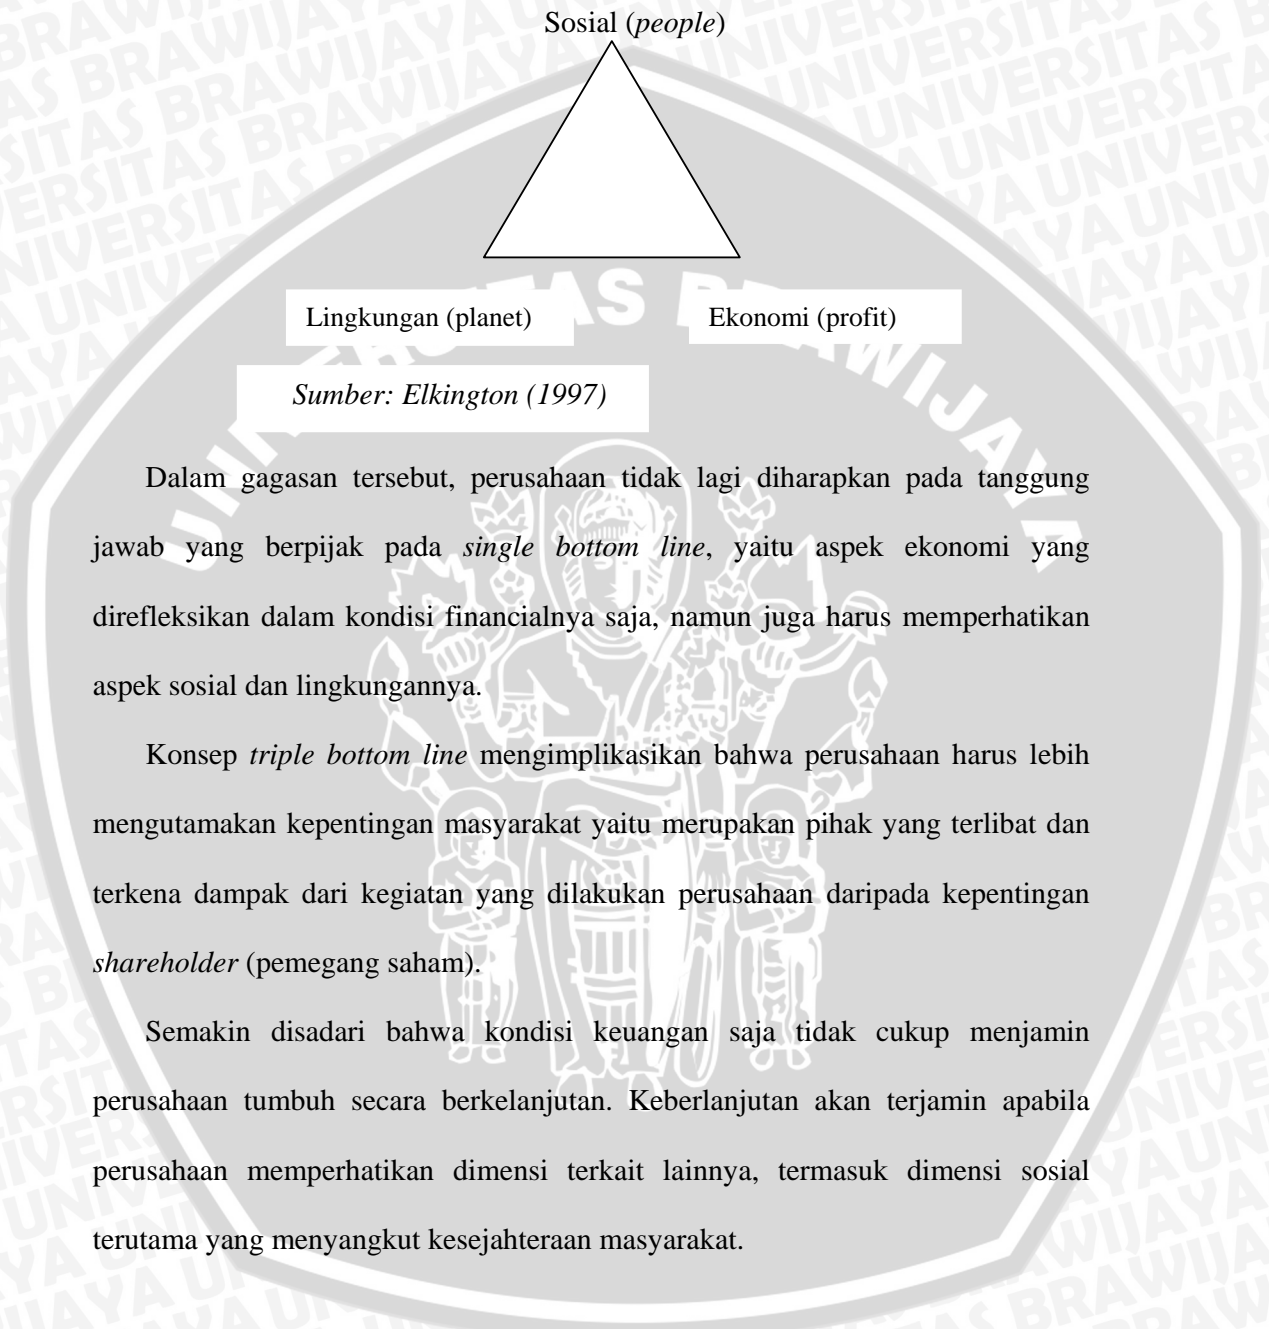 Sosial (people)
Lingkungan (planet) Ekonomi (profit)
Sumber: Elkington (1997)
Dalam gagasan tersebut, perusahaan tidak lagi diharapkan pada tanggung
jawab yang berpijak pada single bottom line, yaitu aspek ekonomi yang
direfleksikan dalam kondisi financialnya saja, namun juga harus memperhatikan
aspek sosial dan lingkungannya.
Konsep triple bottom line mengimplikasikan bahwa perusahaan harus lebih
mengutamakan kepentingan masyarakat yaitu merupakan pihak yang terlibat dan
terkena dampak dari kegiatan yang dilakukan perusahaan daripada kepentingan
shareholder (pemegang saham).
Semakin disadari bahwa kondisi keuangan saja tidak cukup menjamin
perusahaan tumbuh secara berkelanjutan. Keberlanjutan akan terjamin apabila
perusahaan memperhatikan dimensi terkait lainnya, termasuk dimensi sosial
terutama yang menyangkut kesejahteraan masyarakat.